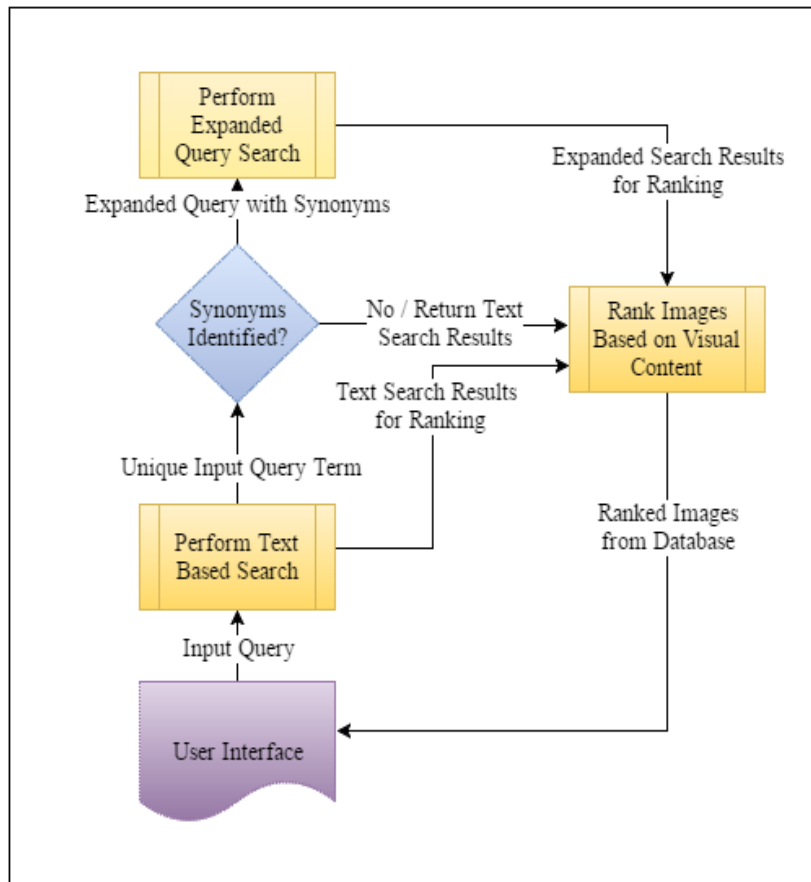 Perform
Expanded
Query Search
Expanded Search Results
for Ranking
Expanded Query with Synonyms
Synonyms
Identified?
No / Return Text
Search Results
Rank Images
Based on Visual
Content
Text Search Results
for Ranking
Unique Input Query Term
Perform Text
Based Search
Ranked Images
from Database
Input Query
User Interface